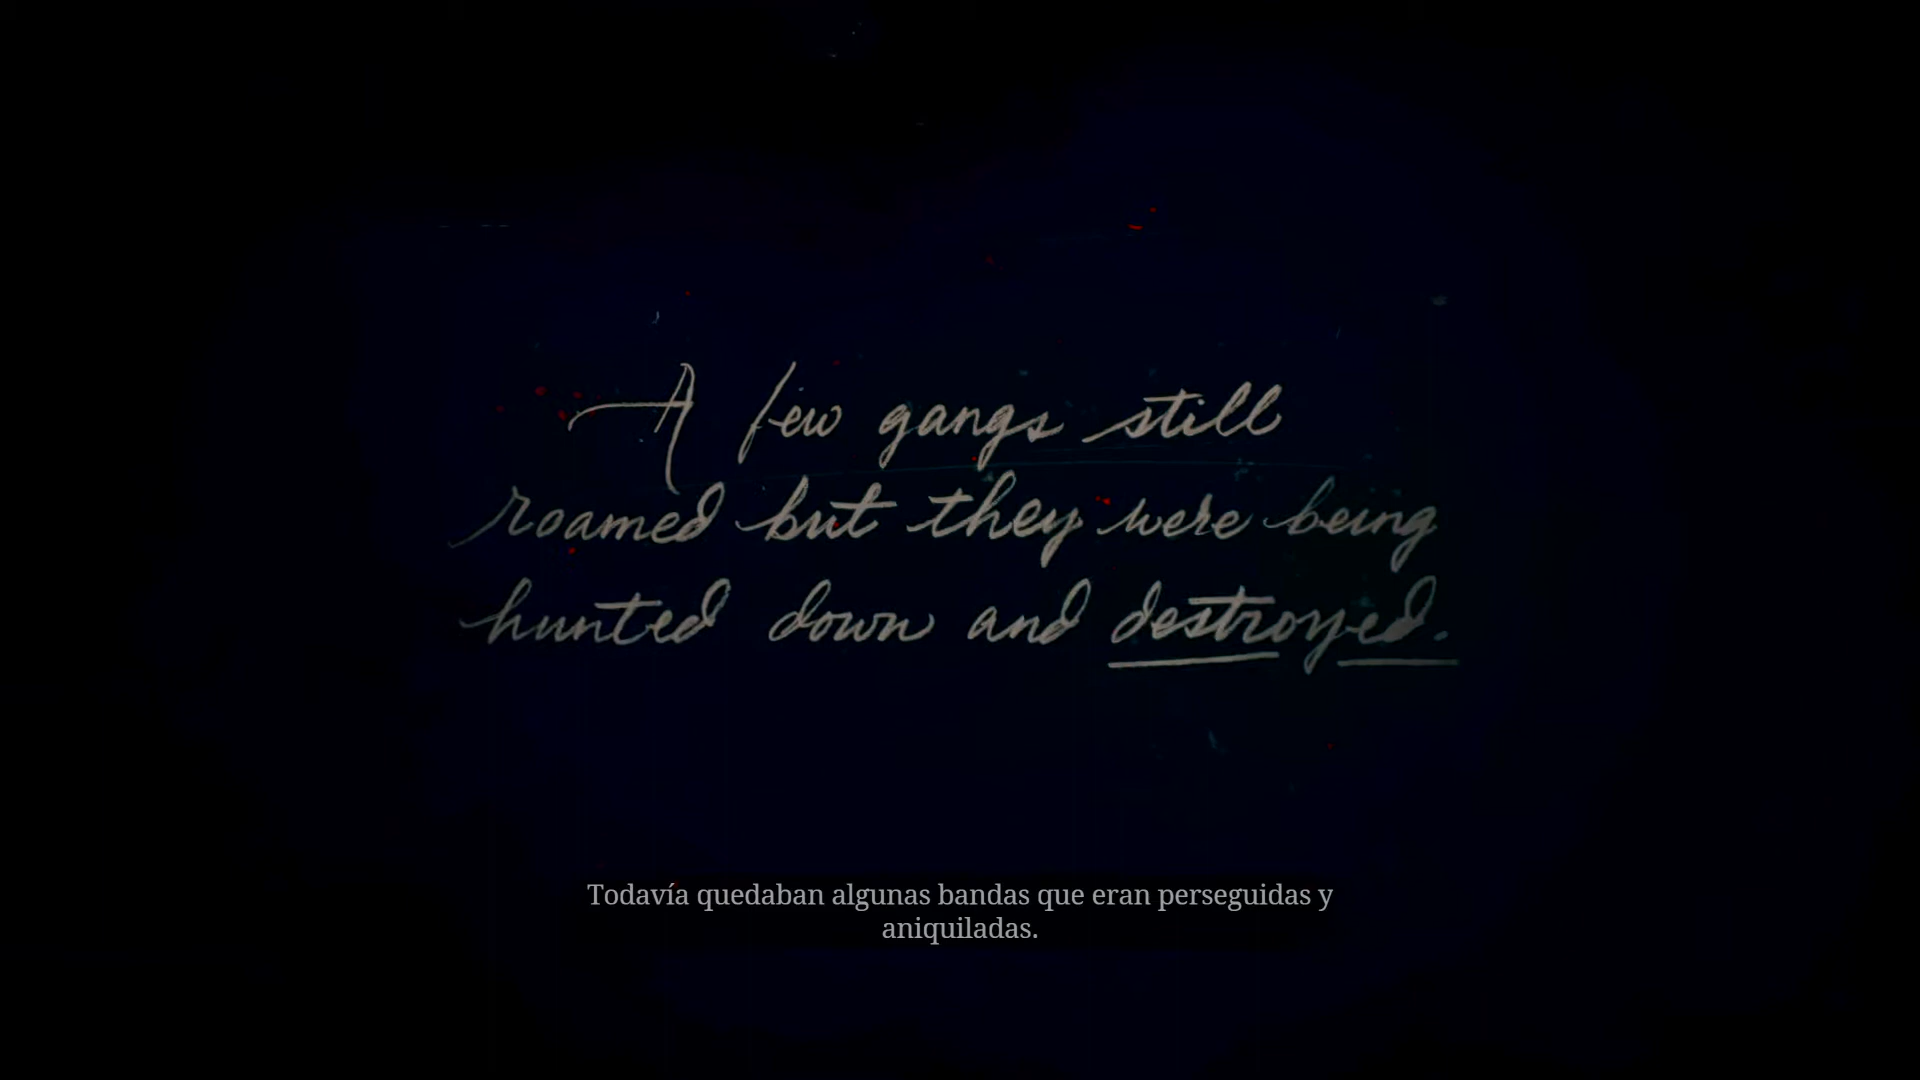 A few gangs still
roamed but they were being
hunted down and destroyed.
Todavía quedaban algunas bandas que eran perseguidas y
aniquiladas.